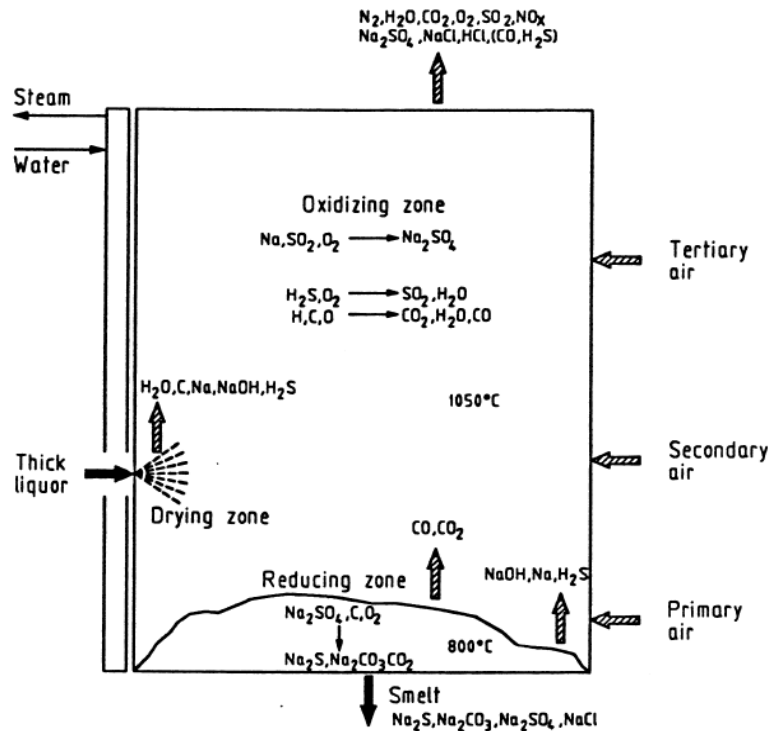 N₂,H₂O,CO₂,O₂,SO₂,NOx
Na₂SO₄,NaCl,HCl,(CO,H₂S)
Steam
Water
Oxidizing zone
Na,SO₂,O₂ → Na₂SO₄
H₂S,O₂ → SO₂,H₂O
H,C,O → CO₂,H₂O,CO
Tertiary
air
H₂O,C,Na,NaOH,H₂S
1050°C
Thick
liquor
Secondary
air
Drying zone
CO,CO₂
Reducing zone
NaOH,Na,H₂S
Na₂SO₄,C,O₂
Primary
air
800°C
Na₂S,Na₂CO₃CO₂
Smelt
Na₂S,Na₂CO₃,Na₂SO₄,NaCl